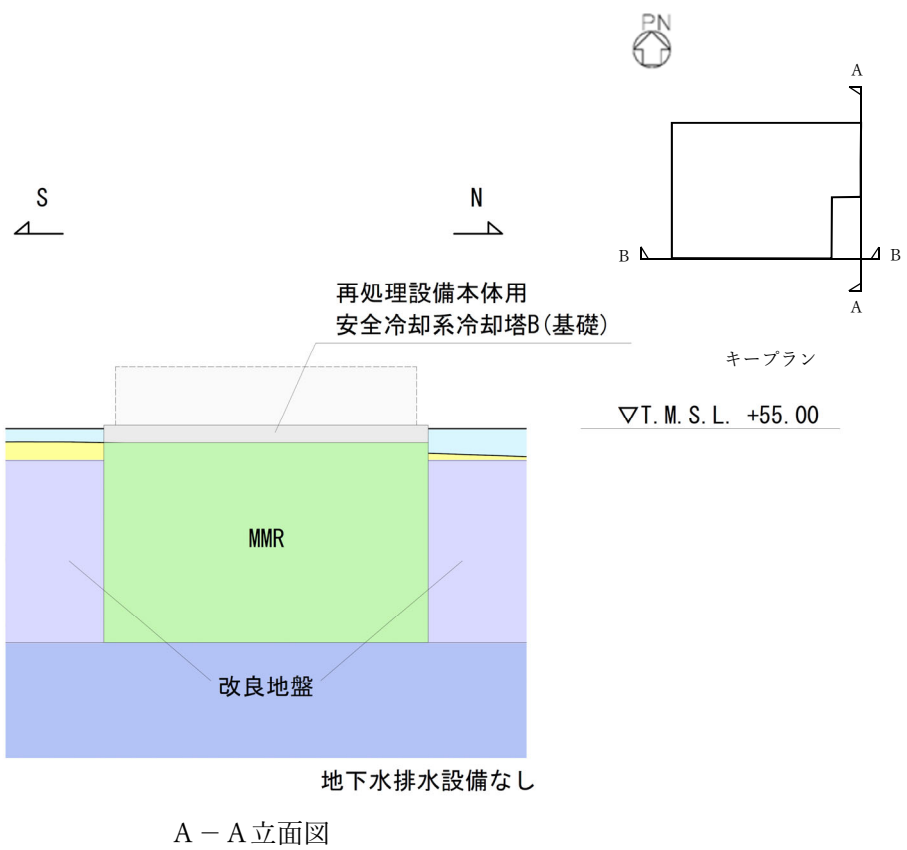 PN
A
S
N
B
B
A
再処理設備本体用
安全冷却系冷却塔B(基礎)
キープラン
▽T.M.S.L. +55.00
MMR
改良地盤
地下水排水設備なし
A-A立面図